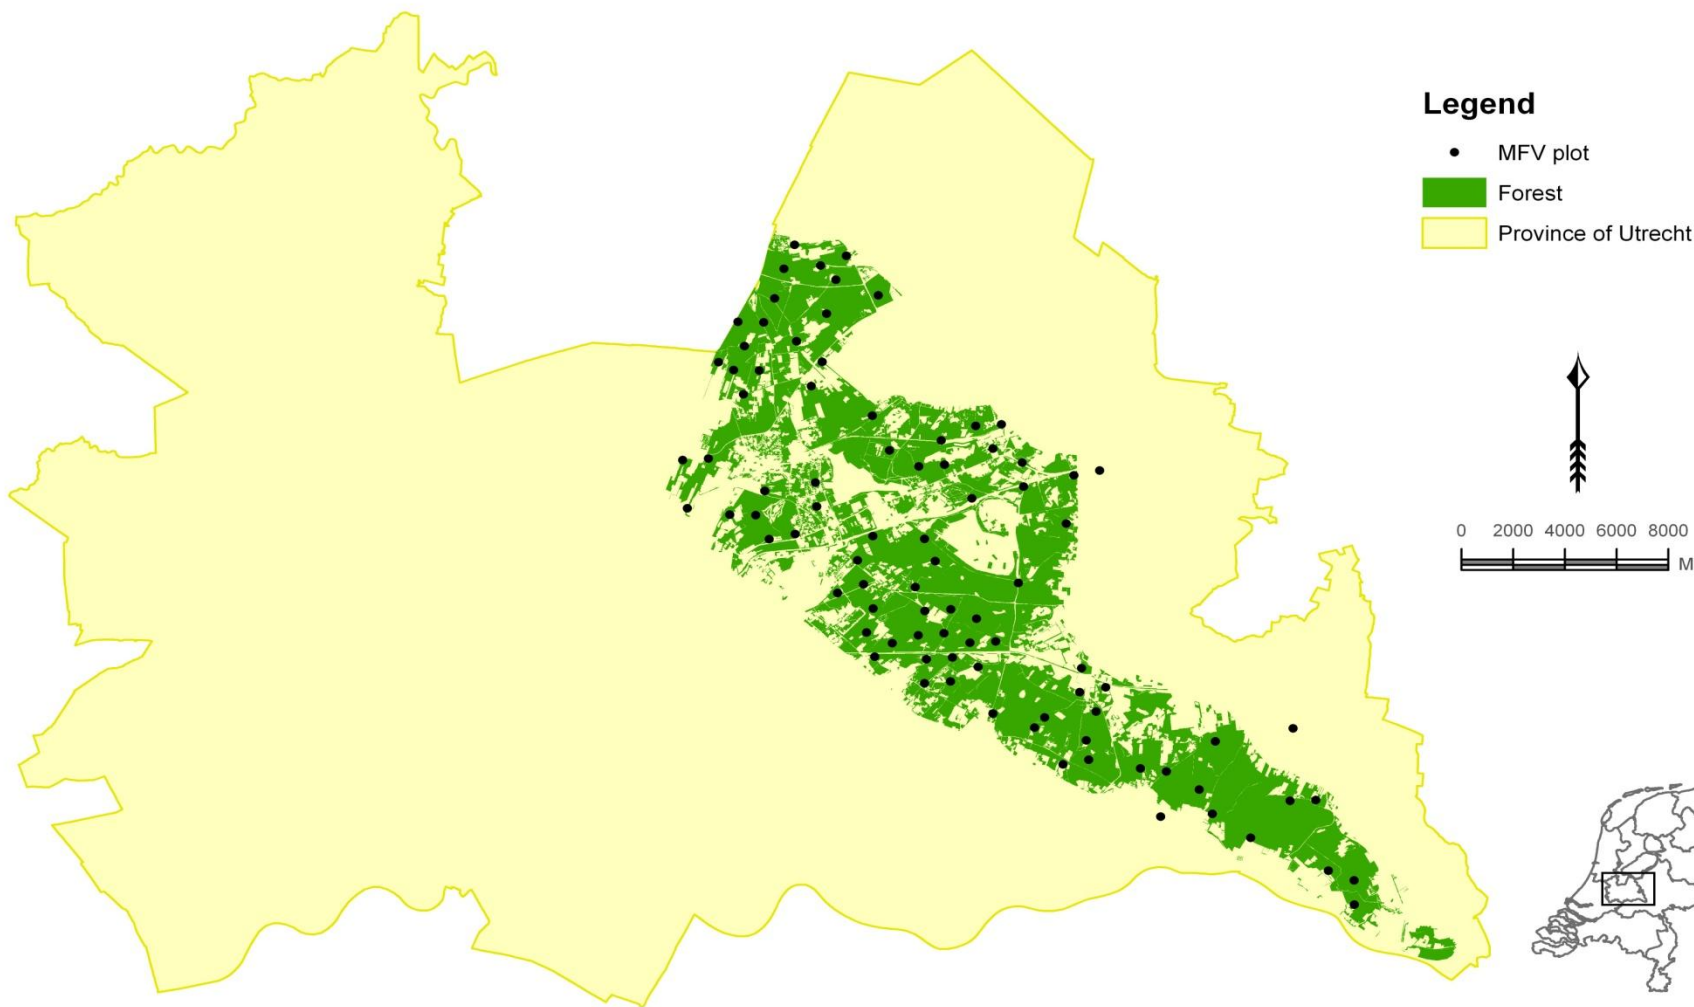 Legend
MFV plot
Forest
Province of Utrecht
0 2000 4000 6000 8000
M